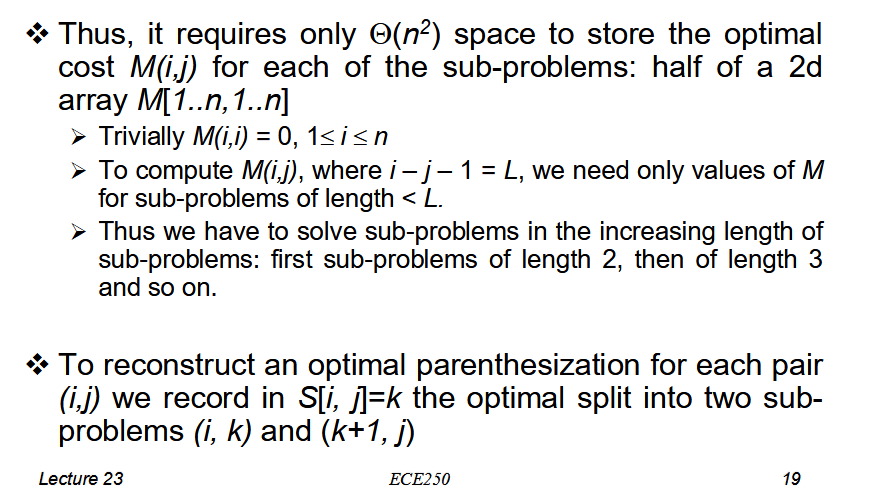 ❖ Thus, it requires only Θ(n²) space to store the optimal
cost M(i,j) for each of the sub-problems: half of a 2d
array M[1..n,1..n]
➢ Trivially M(i,i) = 0, 1≤ i ≤ n
➢ To compute M(i,j), where i – j – 1 = L, we need only values of M
for sub-problems of length < L.
➢ Thus we have to solve sub-problems in the increasing length of
sub-problems: first sub-problems of length 2, then of length 3
and so on.
❖ To reconstruct an optimal parenthesization for each pair
(i,j) we record in S[i, j]=k the optimal split into two sub-
problems (i, k) and (k+1, j)
Lecture 23 ECE250 19